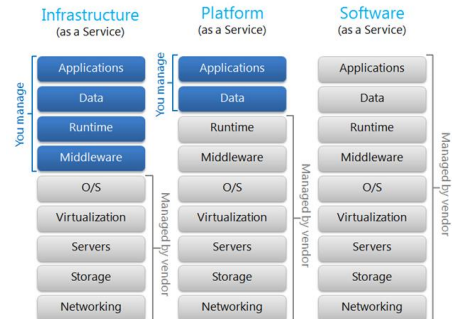 Infrastructure
(as a Service)
Platform
(as a Service)
Software
(as a Service)
You manage
Applications
Data
Runtime
Middleware
O/S
Virtualization
Servers
Storage
Networking
Managed by vendor
You manage
Applications
Data
Runtime
Middleware
O/S
Virtualization
Servers
Storage
Networking
Managed by vendor
Applications
Data
Runtime
Middleware
O/S
Virtualization
Servers
Storage
Networking
Managed by vendor